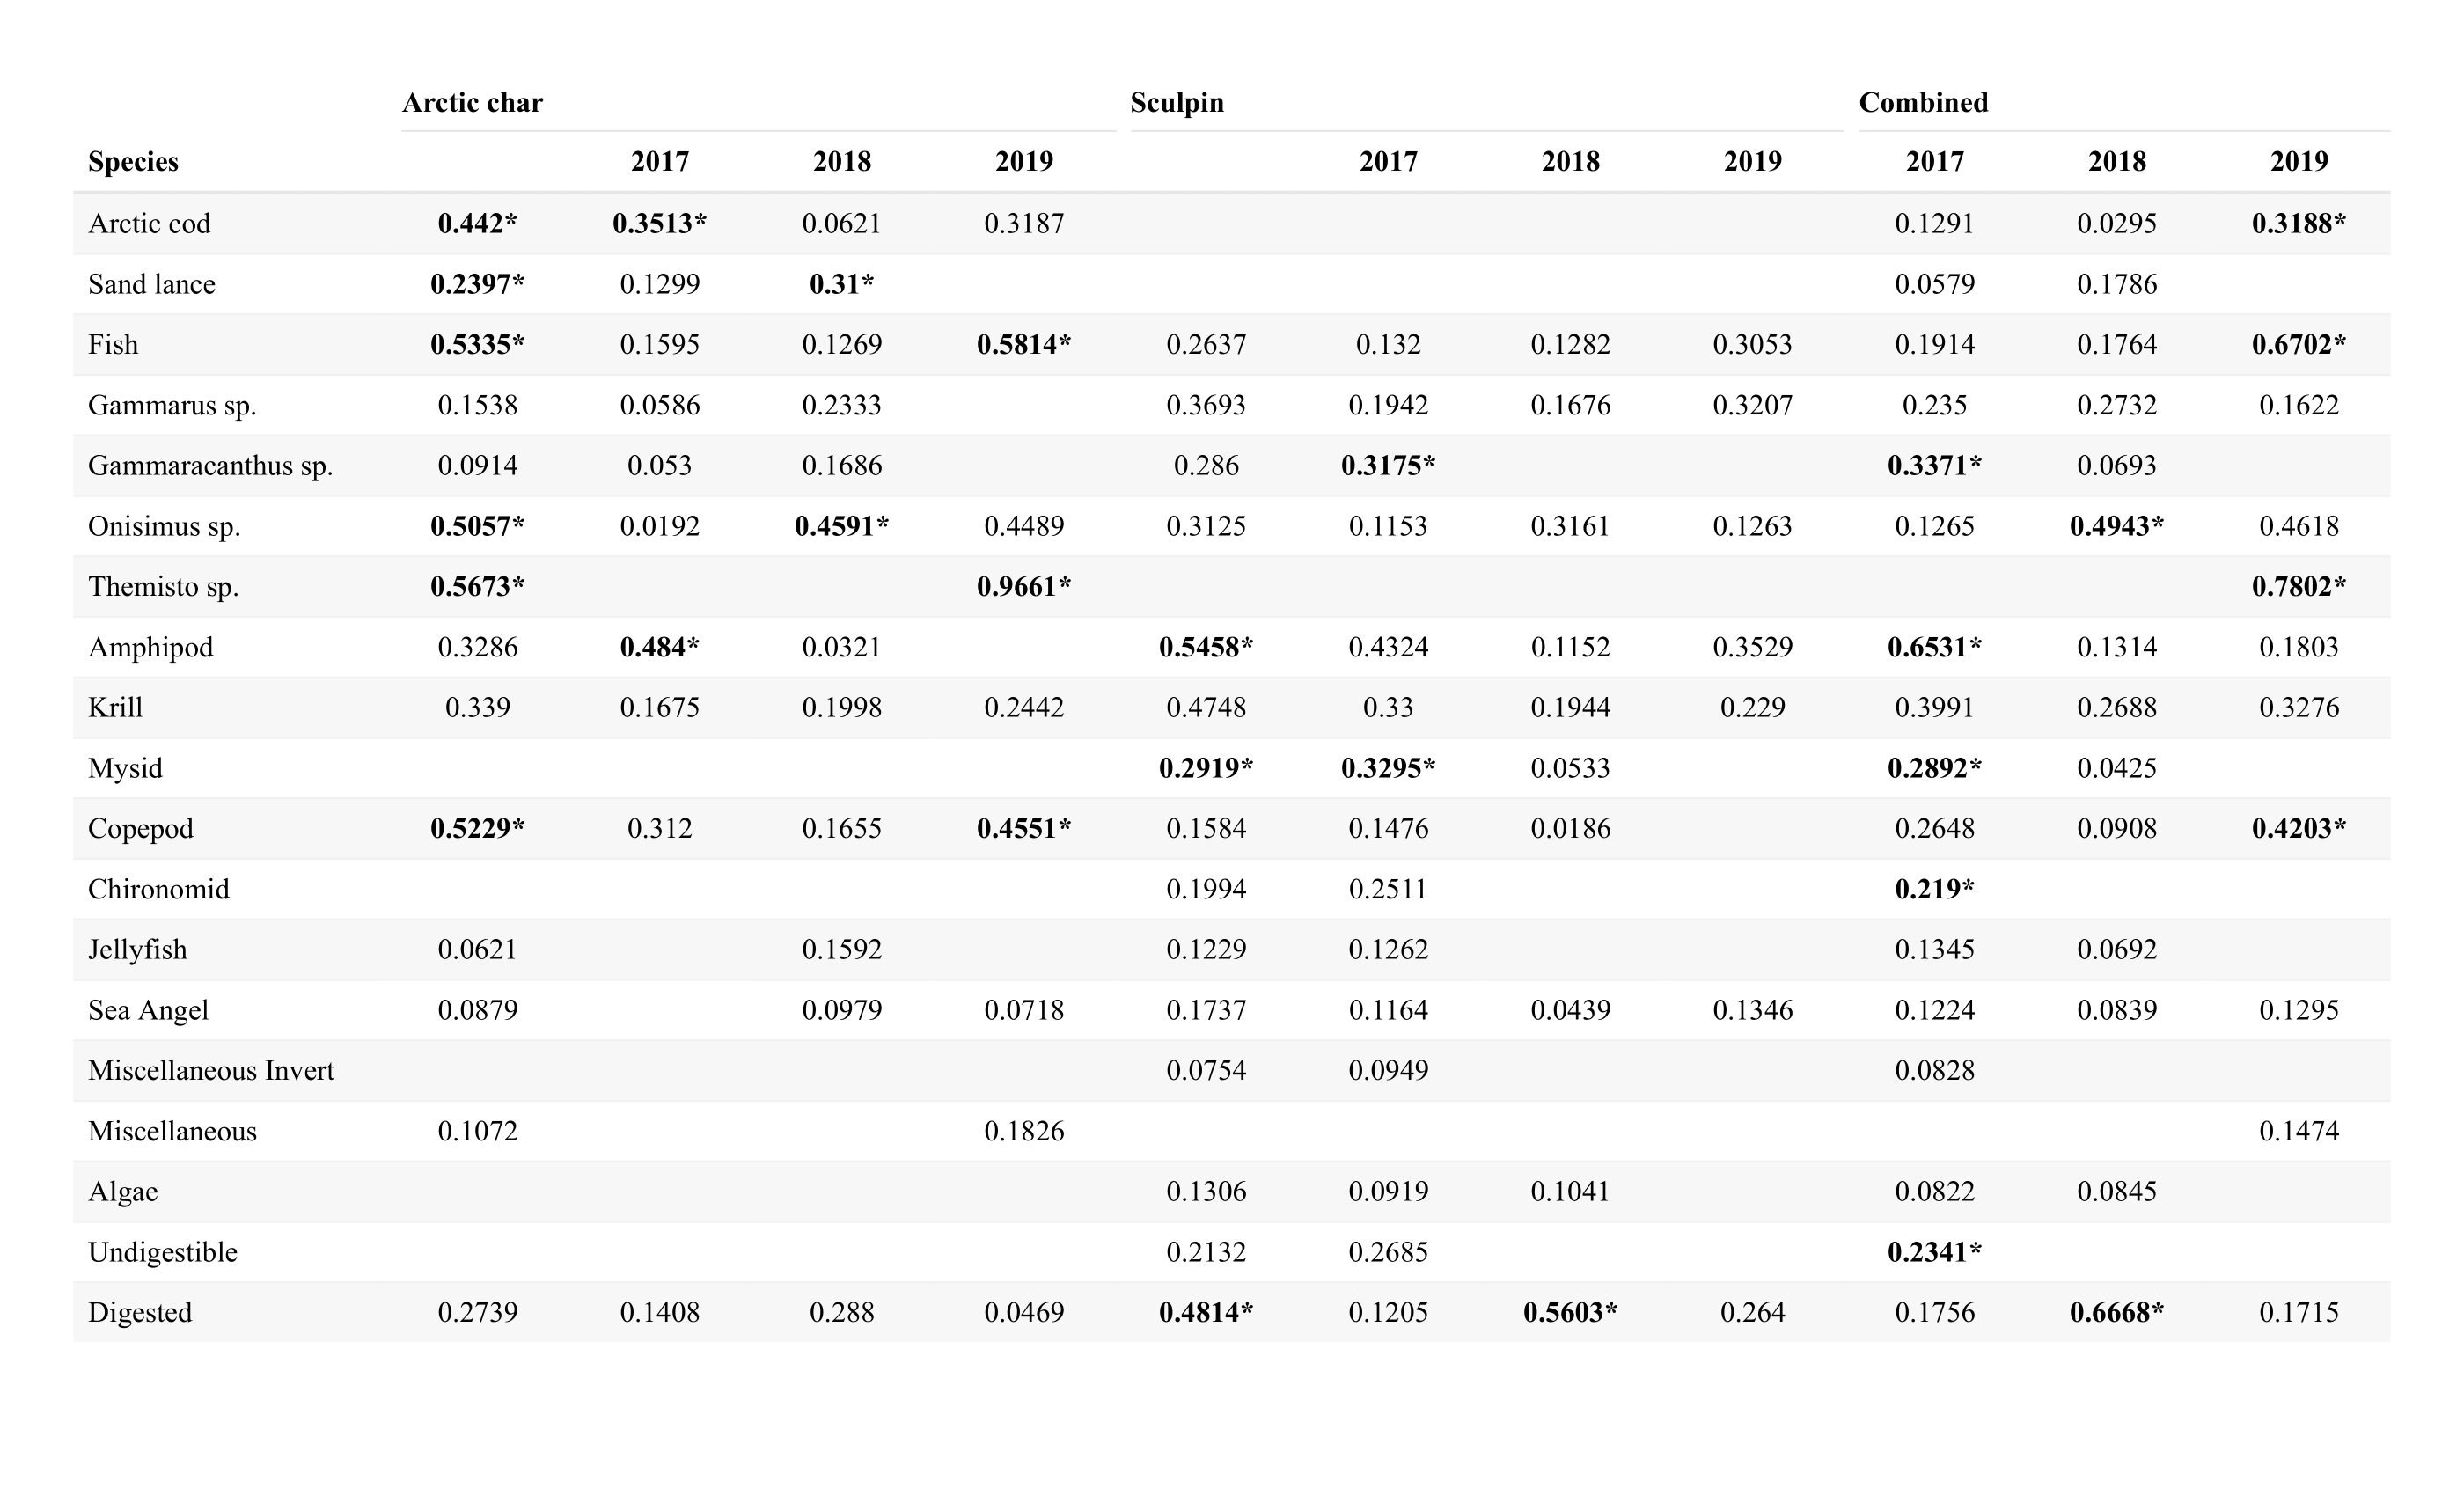 Arctic char Sculpin Combined
Species 2017 2018 2019 2017 2018 2019 2017 2018 2019
Arctic cod 0.442* 0.3513* 0.0621 0.3187 0.1291 0.0295 0.3188*
Sand lance 0.2397* 0.1299 0.31* 0.0579 0.1786
Fish 0.5335* 0.1595 0.1269 0.5814* 0.2637 0.132 0.1282 0.3053 0.1914 0.1764 0.6702*
Gammarus sp. 0.1538 0.0586 0.2333 0.3693 0.1942 0.1676 0.3207 0.235 0.2732 0.1622
Gammaracanthus sp. 0.0914 0.053 0.1686 0.286 0.3175* 0.3371* 0.0693
Onisimus sp. 0.5057* 0.0192 0.4591* 0.4489 0.3125 0.1153 0.3161 0.1263 0.1265 0.4943* 0.4618
Themisto sp. 0.5673* 0.9661* 0.7802*
Amphipod 0.3286 0.484* 0.0321 0.5458* 0.4324 0.1152 0.3529 0.6531* 0.1314 0.1803
Krill 0.339 0.1675 0.1998 0.2442 0.4748 0.33 0.1944 0.229 0.3991 0.2688 0.3276
Mysid 0.2919* 0.3295* 0.0533 0.2892* 0.0425
Copepod 0.5229* 0.312 0.1655 0.4551* 0.1584 0.1476 0.0186 0.2648 0.0908 0.4203*
Chironomid 0.1994 0.2511 0.219*
Jellyfish 0.0621 0.1592 0.1229 0.1262 0.1345 0.0692
Sea Angel 0.0879 0.0979 0.0718 0.1737 0.1164 0.0439 0.1346 0.1224 0.0839 0.1295
Miscellaneous Invert 0.0754 0.0949 0.0828
Miscellaneous 0.1072 0.1826 0.1474
Algae 0.1306 0.0919 0.1041 0.0822 0.0845
Undigestible 0.2132 0.2685 0.2341*
Digested 0.2739 0.1408 0.288 0.0469 0.4814* 0.1205 0.5603* 0.264 0.1756 0.6668* 0.1715